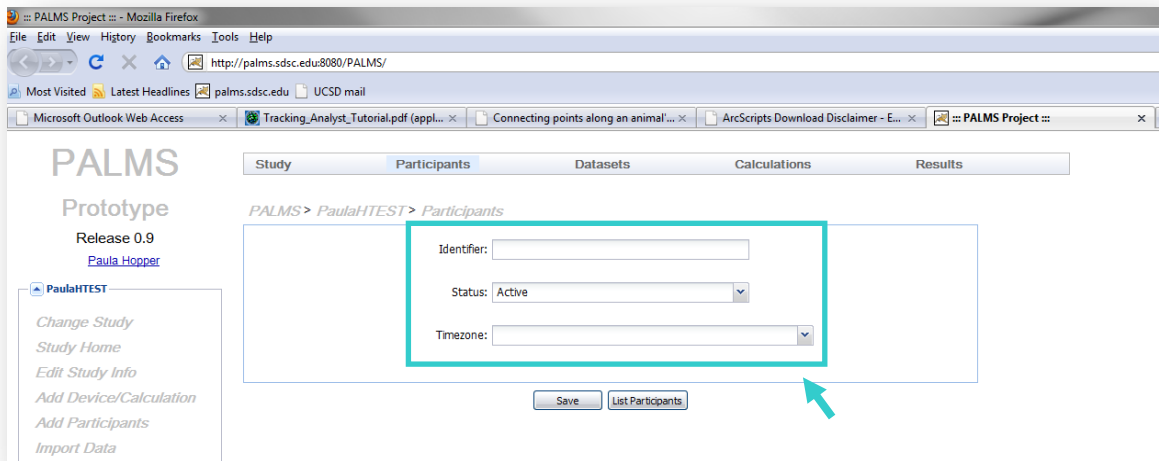 ::: PALMS Project ::: - Mozilla Firefox
File Edit View History Bookmarks Tools Help
http://palms.sdsc.edu:8080/PALMS/
Most Visited Latest Headlines palms.sdsc.edu UCSD mail
Microsoft Outlook Web Access Tracking_Analyst_Tutorial.pdf (appl... Connecting points along an animal'... ArcScripts Download Disclaimer - E... ::: PALMS Project :::
PALMS
Study Participants Datasets Calculations Results
Prototype
PALMS > PaulaHTEST > Participants
Release 0.9
Paula Hopper
Identifier:
PaulaHTEST
Status: Active
Change Study
Timezone:
Study Home
Edit Study Info
Add Device/Calculation
Save List Participants
Add Participants
Import Data